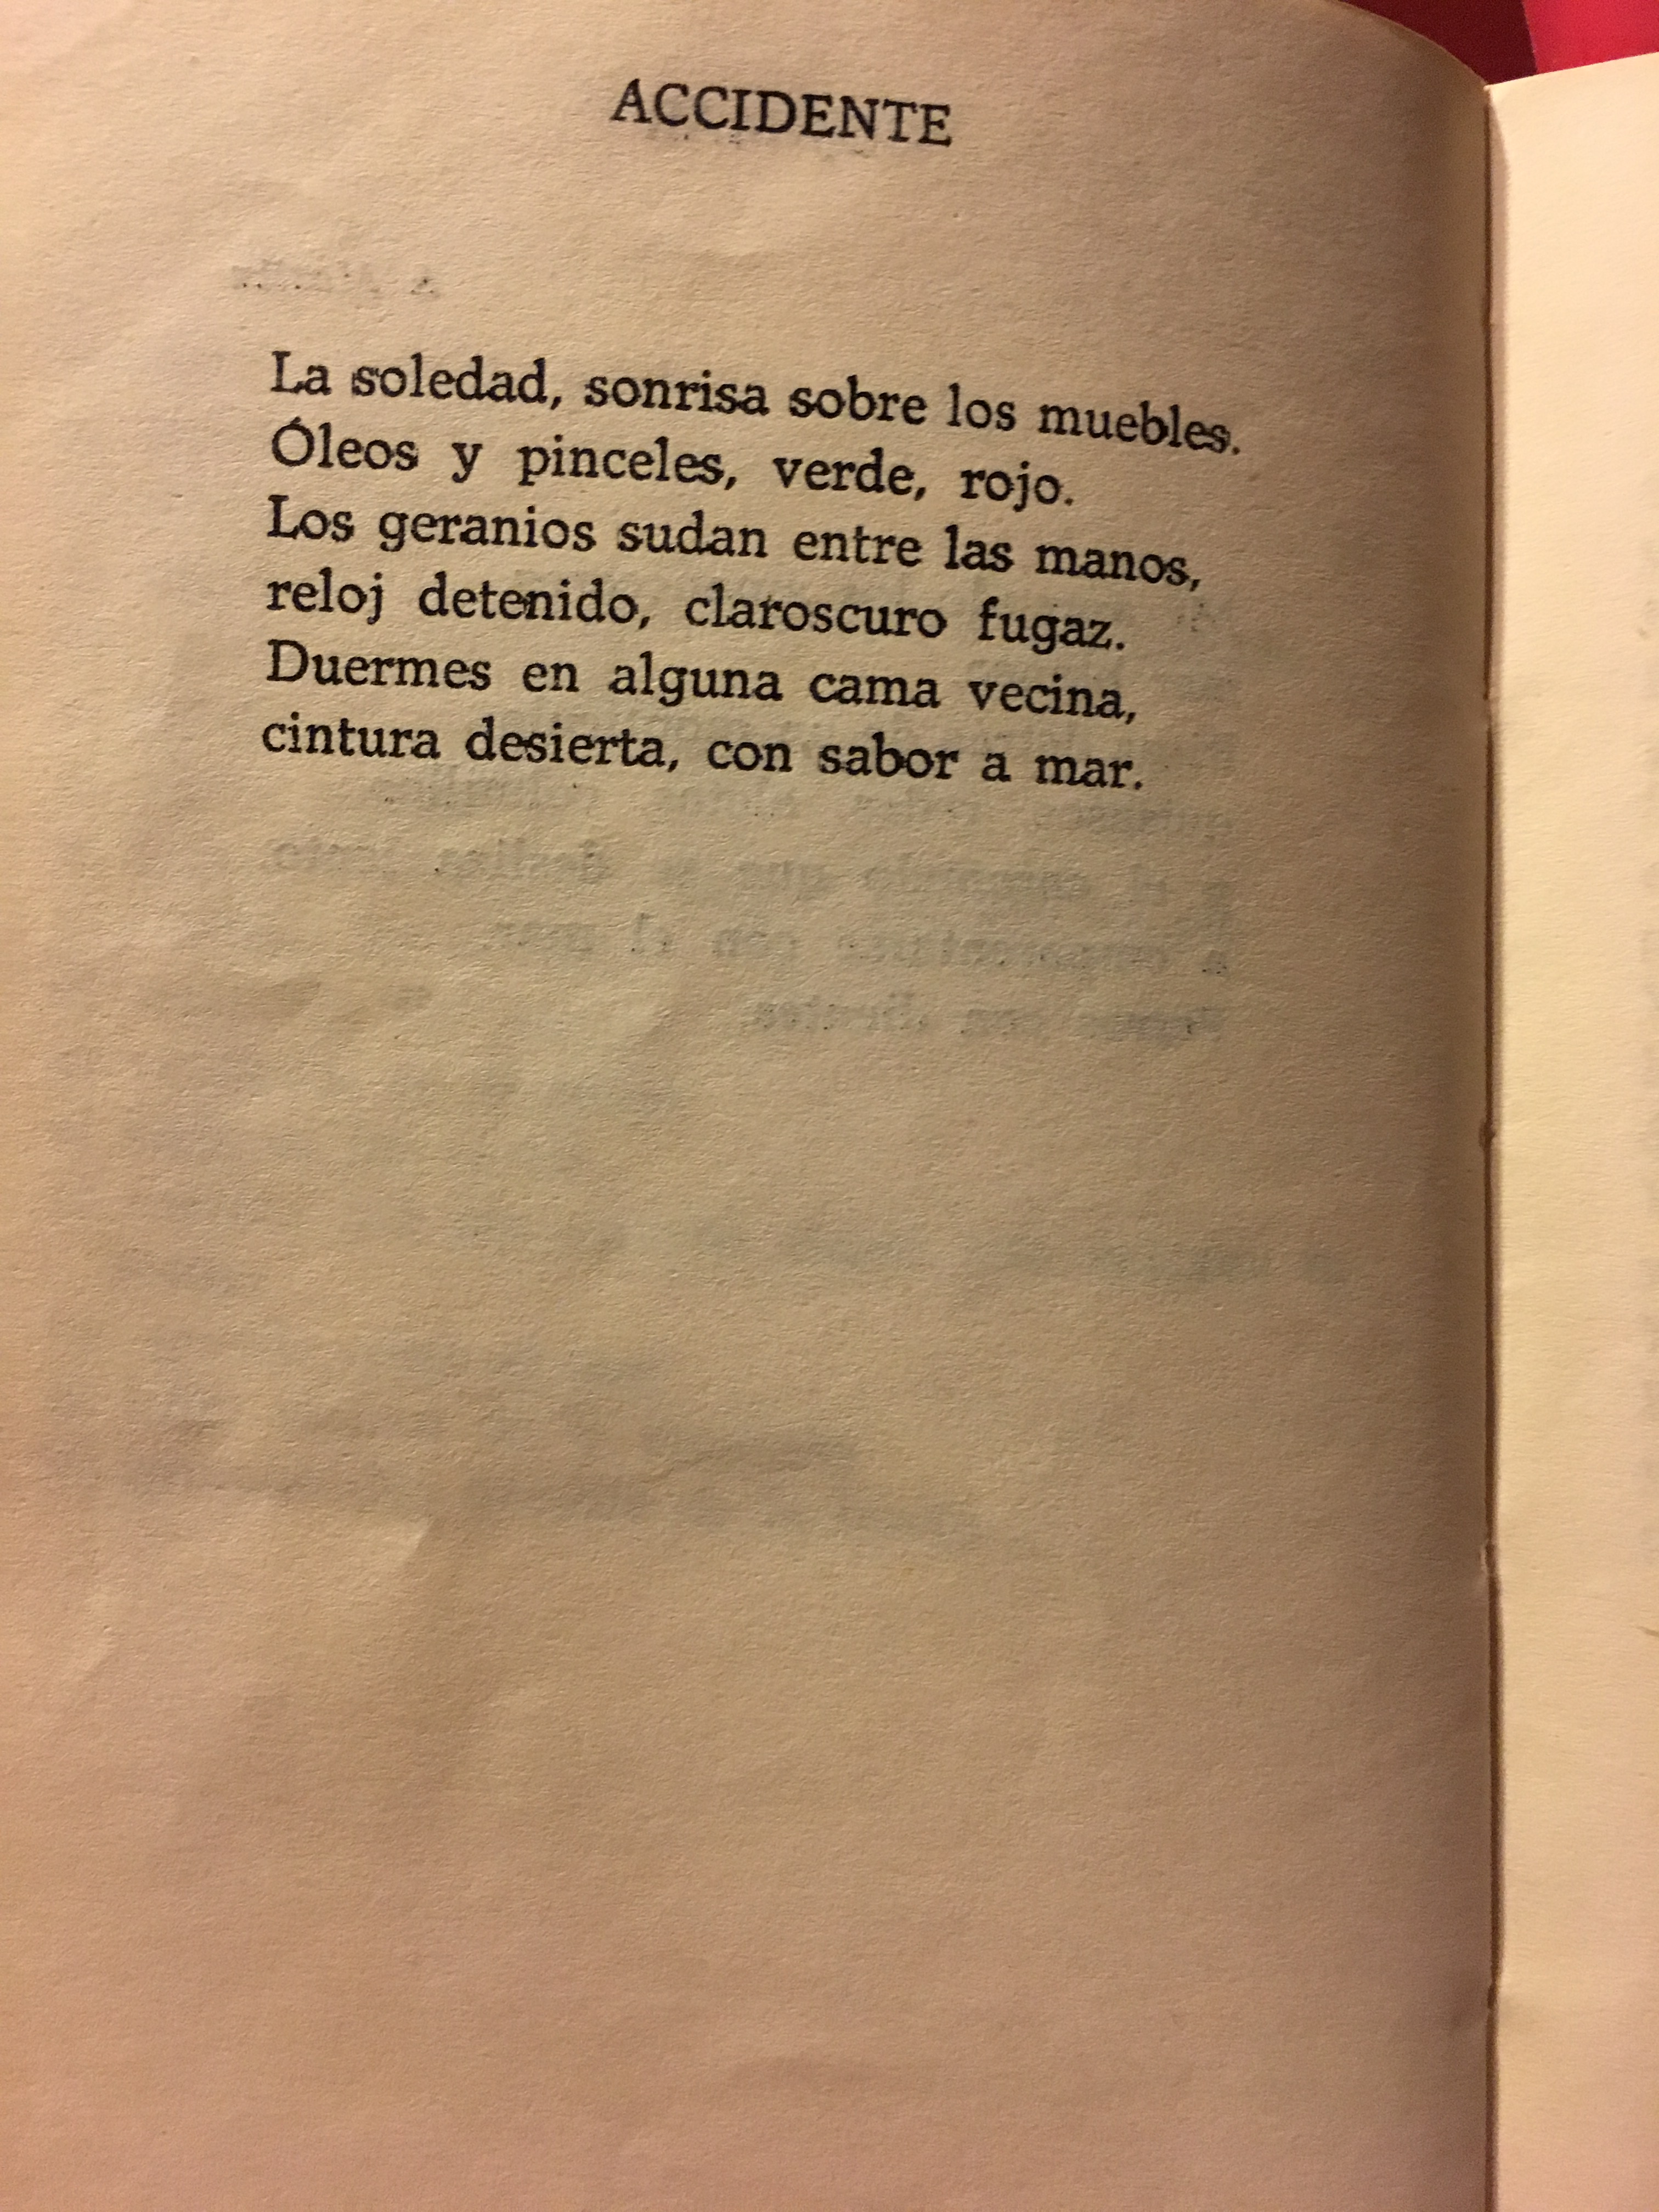 ACCIDENTE
La soledad, sonrisa sobre los muebles.
Óleos y pinceles, verde, rojo.
Los geranios sudan entre las manos,
reloj detenido, claroscuro fugaz.
Duermes en alguna cama vecina,
cintura desierta, con sabor a mar.